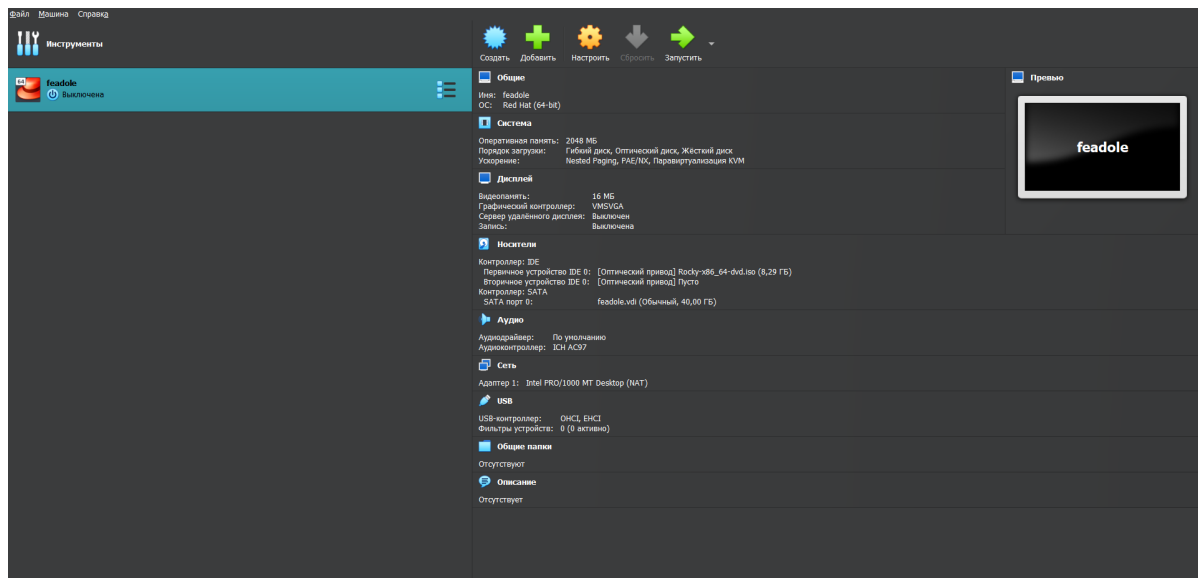 Файл Машина Справка
Инструменты
Создать Добавить Настроить Сбросить Запустить
64
feadole
Выключена
Общие
Имя: feadole
ОС: Red Hat (64-bit)
Превью
feadole
Система
Оперативная память: 2048 МБ
Порядок загрузки: Гибкий диск, Оптический диск, Жёсткий диск
Ускорение: Nested Paging, PAE/NX, Паравиртуализация KVM
Дисплей
Видеопамять: 16 МБ
Графический контроллер: VMSVGA
Сервер удалённого дисплея: Выключен
Запись: Выключена
Носители
Контроллер: IDE
Первичное устройство IDE 0: [Оптический привод] Rocky-x86_64-dvd.iso (8,29 ГБ)
Вторичное устройство IDE 0: [Оптический привод] Пусто
Контроллер: SATA
SATA порт 0: feadole.vdi (Обычный, 40,00 ГБ)
Аудио
Аудиодрайвер: По умолчанию
Аудиоконтроллер: ICH AC97
Сеть
Адаптер 1: Intel PRO/1000 MT Desktop (NAT)
USB
USB-контроллер: OHCI, EHCI
Фильтры устройств: 0 (0 активно)
Общие папки
Отсутствуют
Описание
Отсутствует